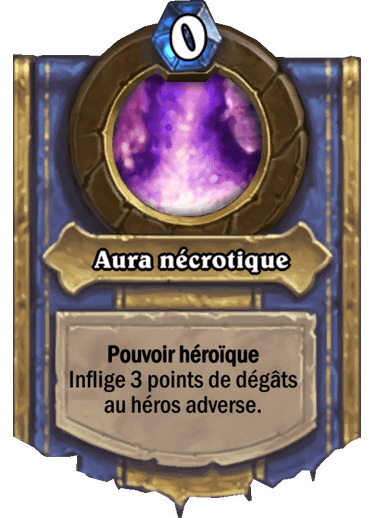 0
Aura nécrotique
Pouvoir héroïque
Inflige 3 points de dégâts
au héros adverse.